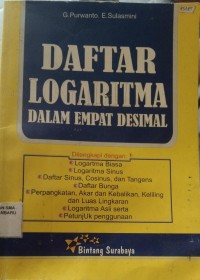 G.Purwanto E.Sulasmini
DAFTAR
LOGARITMA
DALAM EMPAT DESIMAL
Dilengkapi dengan :
Logaritma Biasa
Logaritma Sinus
Daftar Sinus, Cosinus, dan Tangens
Daftar Bunga
Perpangkatan, Akar dan Kebalikan, Keliling
dan Luas Lingkaran
Logaritma Asli serta
Petunjuk penggunaan
Bintang Surabaya